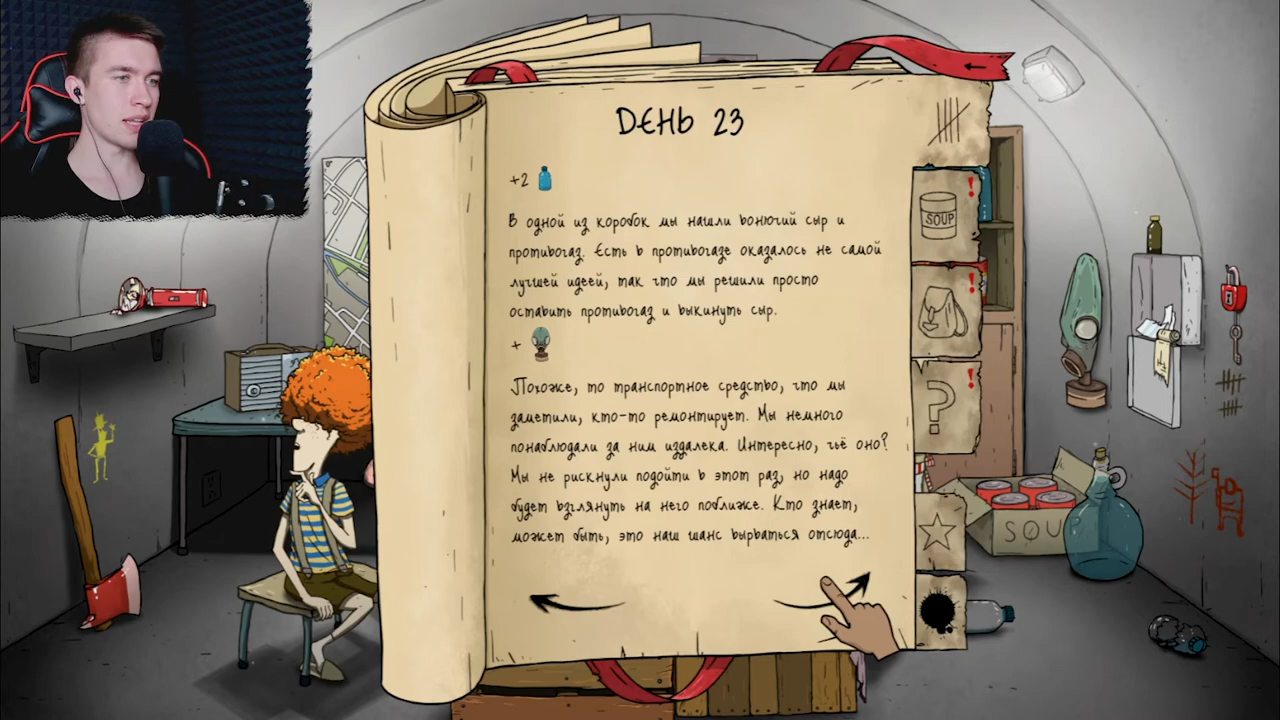 ДЕНЬ 23
+2
В одной из коробок мы нашли вонючий сыр и
противогаз. Есть в противогазе оказалось не самой
лучшей идеей, так что мы решили просто
оставить противогаз и выкинуть сыр.
+
Похоже, то транспортное средство, что мы
заметили, кто-то ремонтирует. Мы немного
понаблюдали за ним издалека. Интересно, чьё оно?
Мы не рискнули подойти в этот раз, но надо
будет взглянуть на него поближе. Кто знает,
может быть, это наш шанс вырваться отсюда...
!
SOUP
!
!
?
SOUP